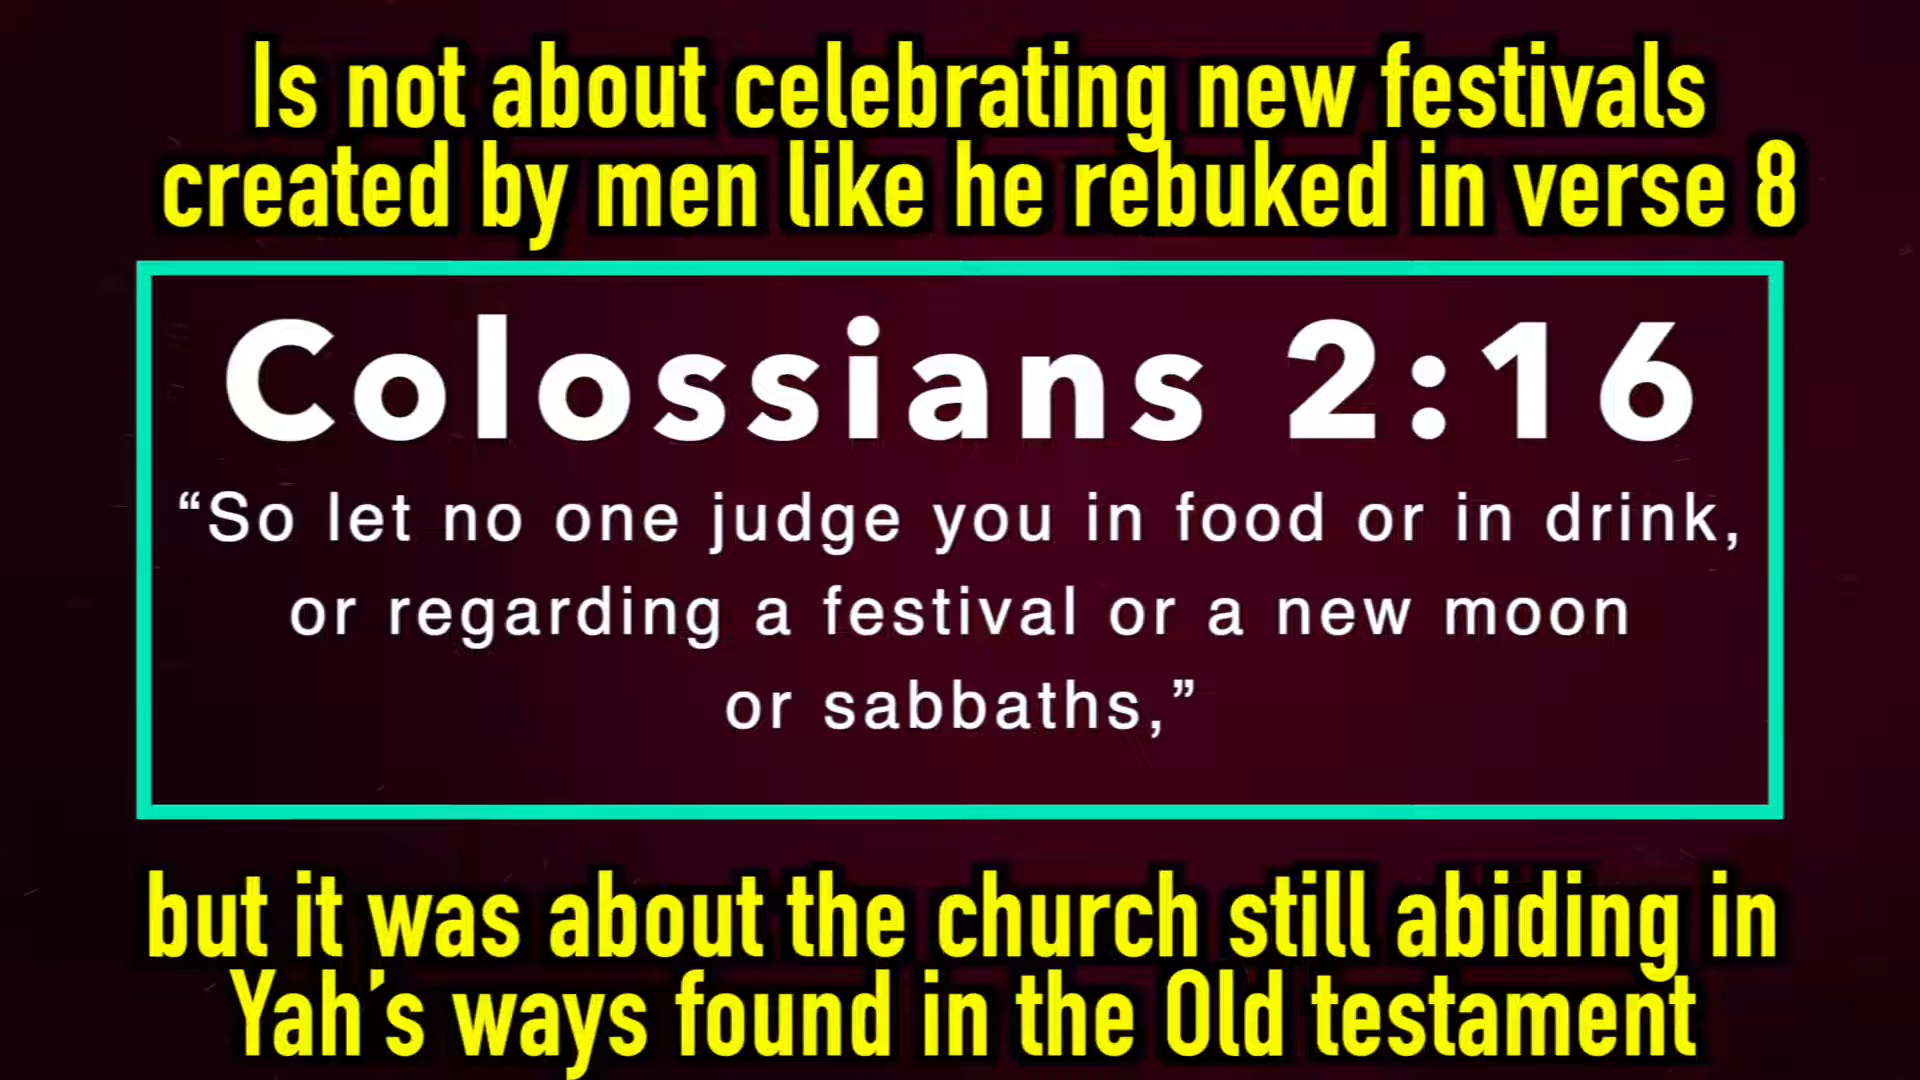 Is not about celebrating new festivals
created by men like he rebuked in verse 8
Colossians 2:16
“So let no one judge you in food or in drink,
or regarding a festival or a new moon
or sabbaths,”
but it was about the church still abiding in
Yah’s ways found in the Old testament